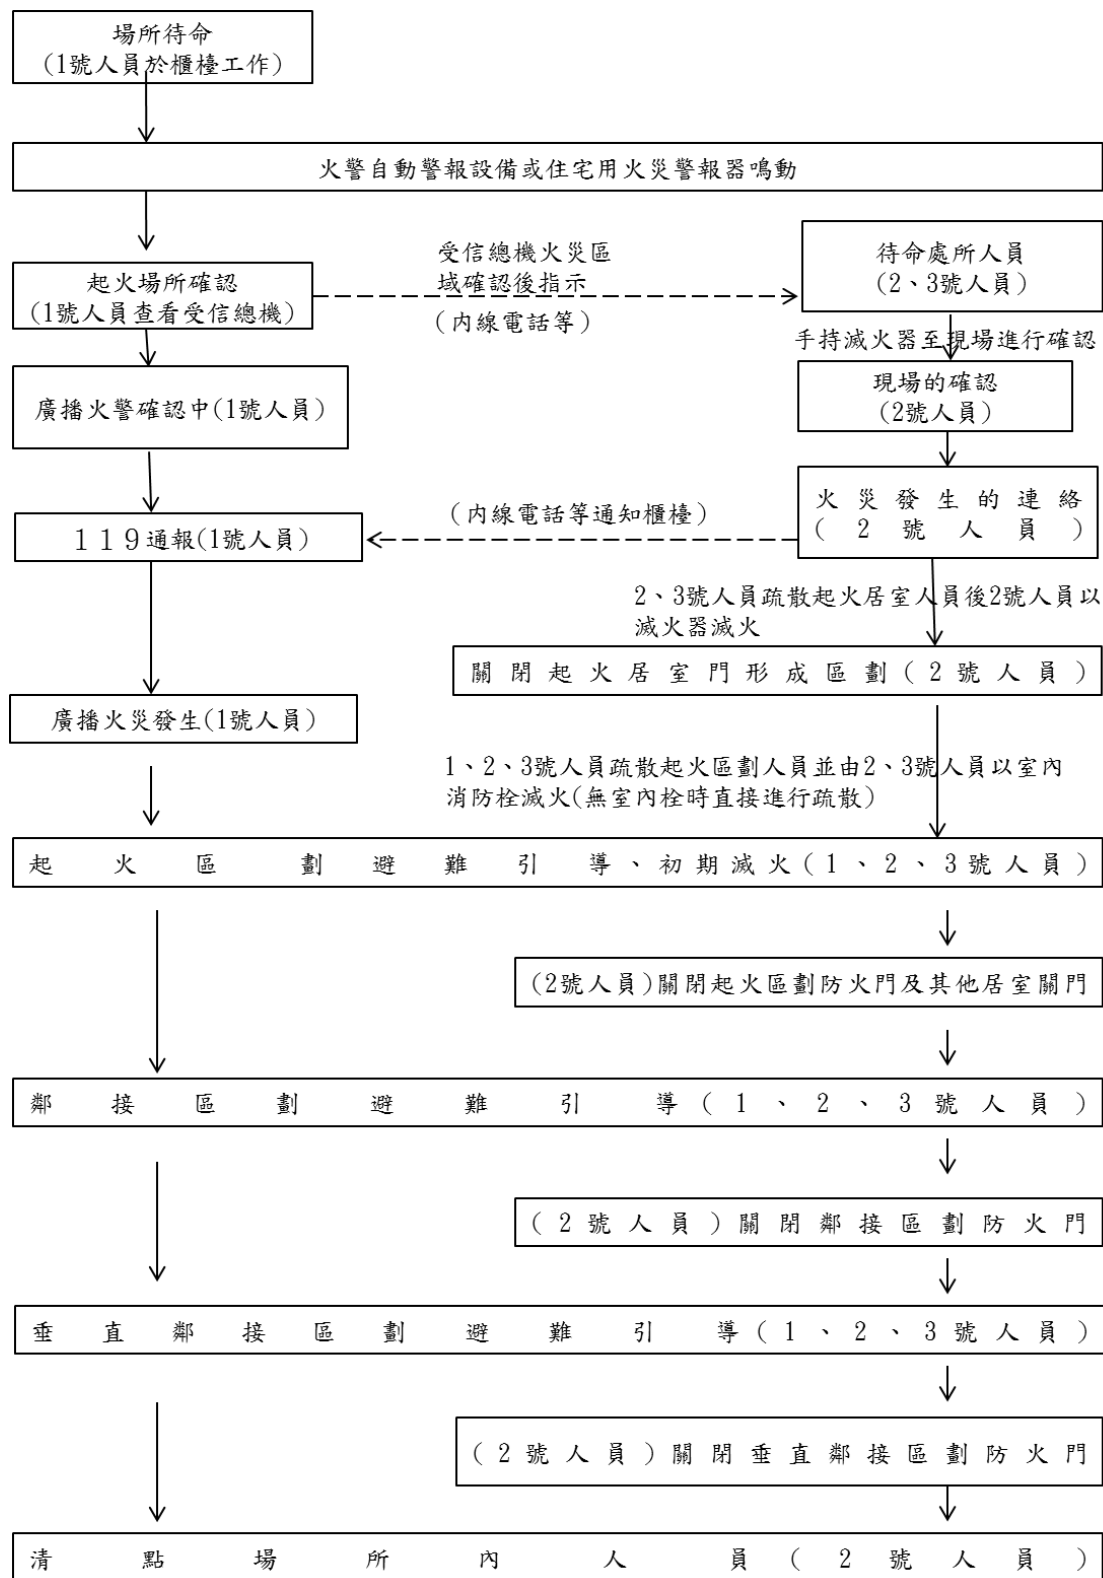 場所待命
(1號人員於櫃檯工作)
火警自動警報設備或住宅用火災警報器鳴動
起火場所確認
(1號人員查看受信總機)
受信總機火災區
域確認後指示
(內線電話等)
待命處所人員
(2、3號人員)
手持滅火器至現場進行確認
廣播火警確認中(1號人員)
現場的確認
(2號人員)
火災發生的連絡
(2號人員)
(內線電話等通知櫃檯)
119通報(1號人員)
2、3號人員疏散起火居室人員後2號人員以
滅火器滅火
關閉起火居室門形成區劃(2號人員)
廣播火災發生(1號人員)
1、2、3號人員疏散起火區劃人員並由2、3號人員以室內
消防栓滅火(無室內栓時直接進行疏散)
起火區劃避難引導、初期滅火(1、2、3號人員)
(2號人員)關閉起火區劃防火門及其他居室關門
鄰接區劃避難引導(1、2、3號人員)
(2號人員)關閉鄰接區劃防火門
垂直鄰接區劃避難引導(1、2、3號人員)
(2號人員)關閉垂直鄰接區劃防火門
清點場所內人員(2號人員)